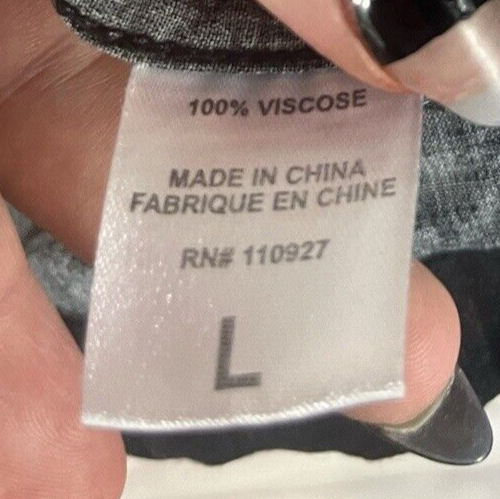 100% VISCOSE
MADE IN CHINA
FABRIQUE EN CHINE
RN# 110927
L